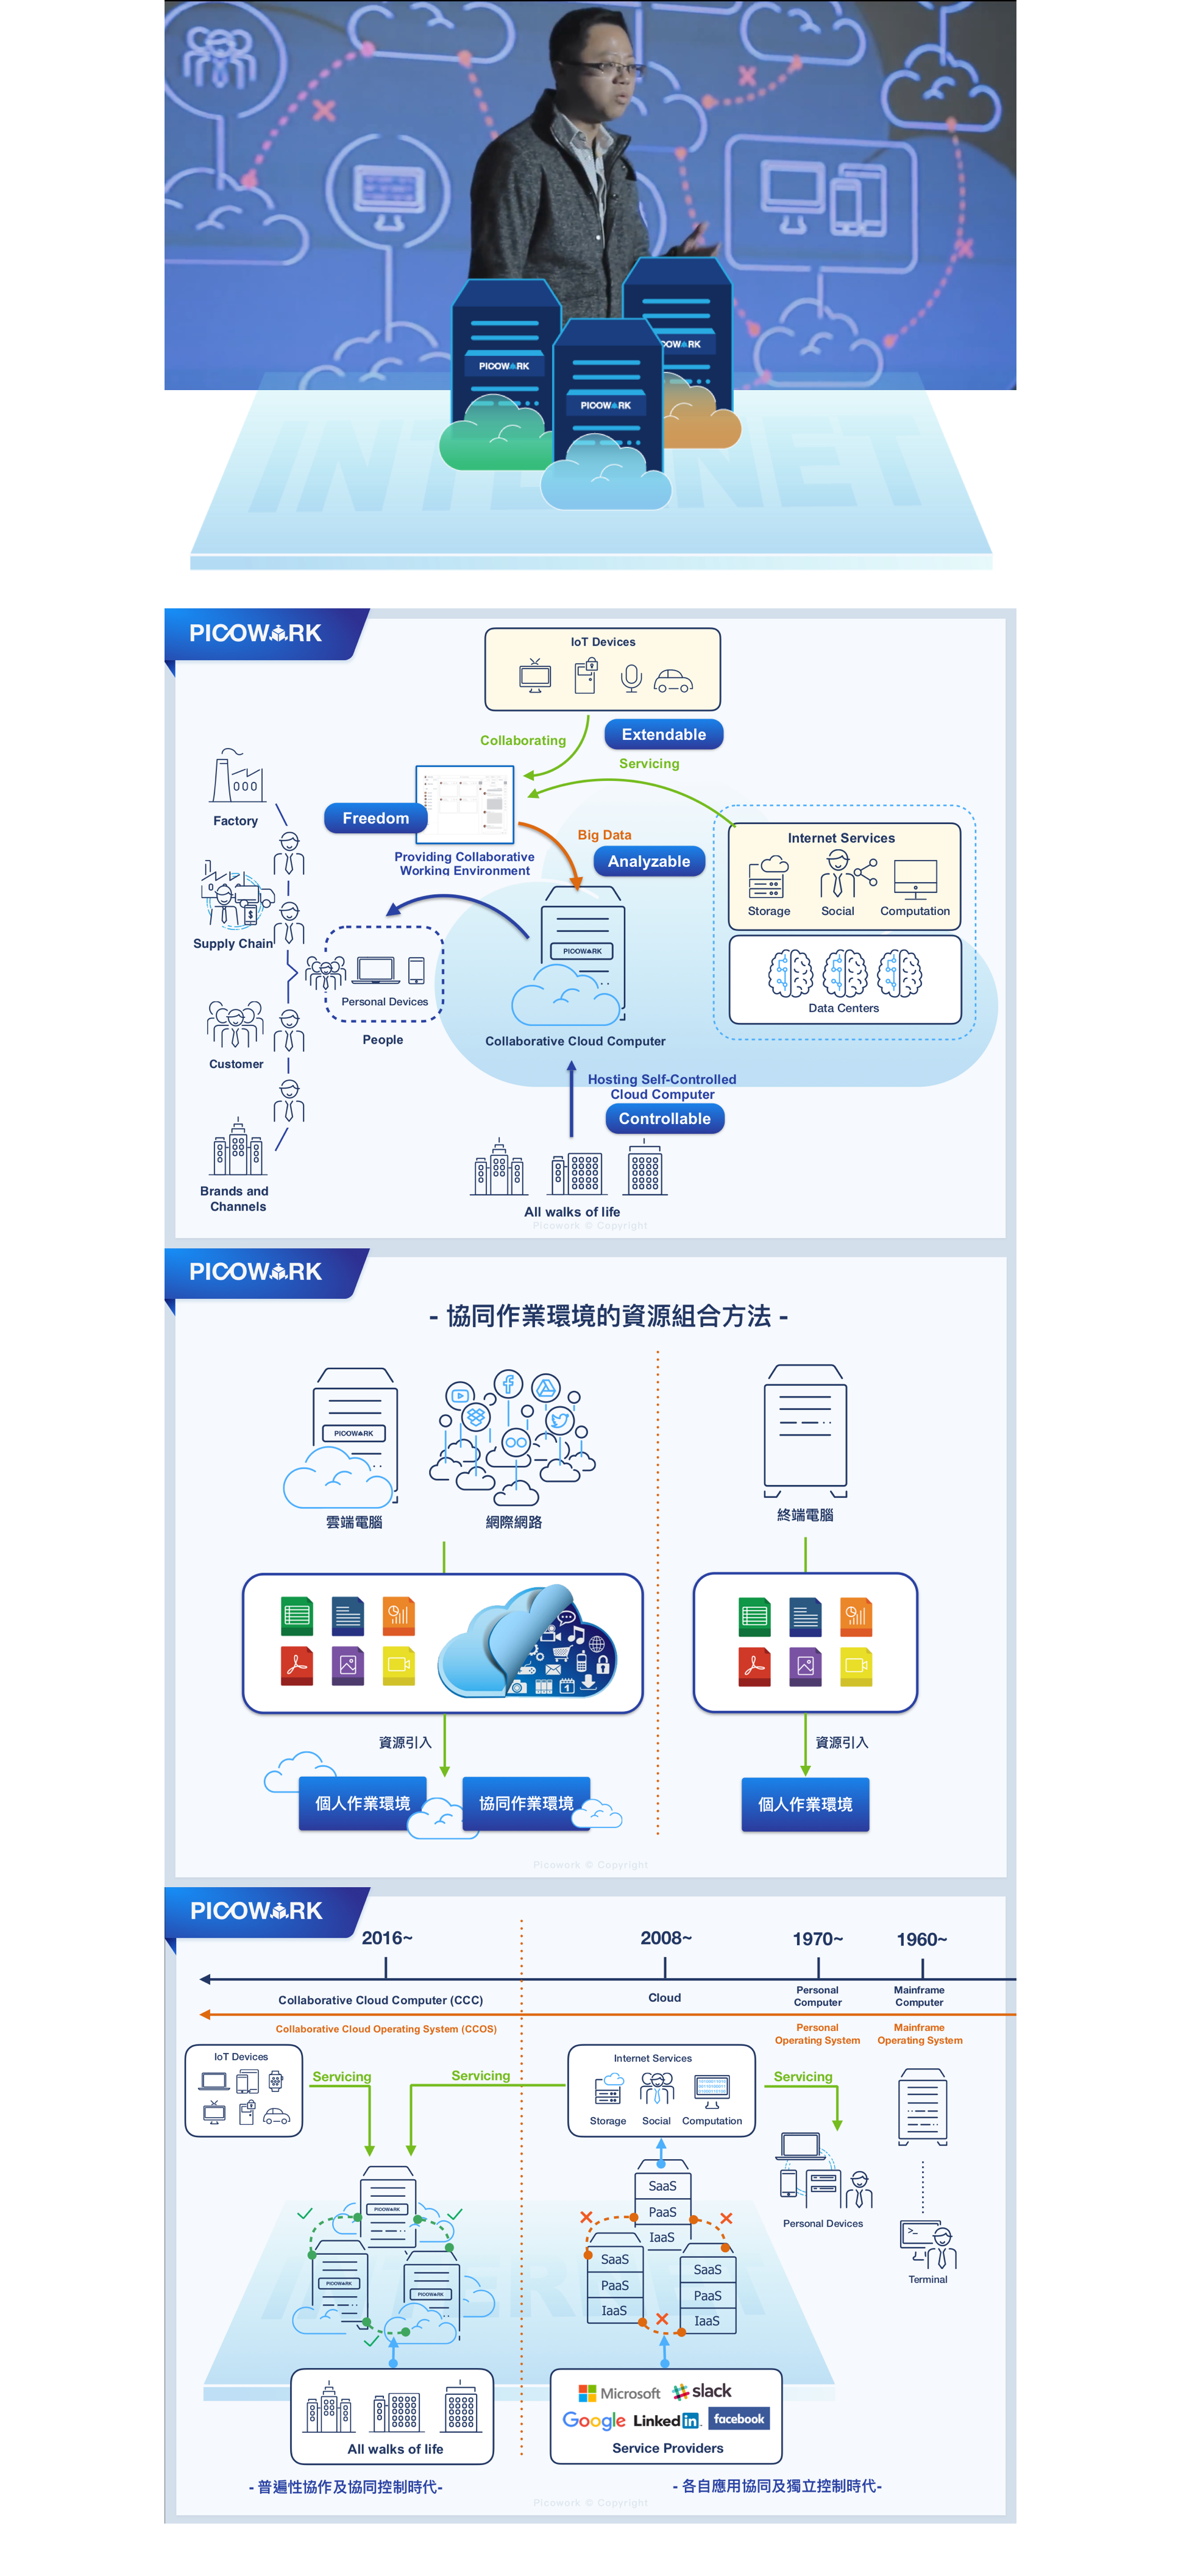 PICOWORK
PICOWORK
PICOWORK
INTERNET
PICOWORK
IoT Devices
Collaborating
Extendable
Servicing
Factory
Freedom
Big Data
Analyzable
Providing Collaborative
Working Environment
Internet Services
Storage
Social
Computation
Supply Chain
PICOWORK
Personal Devices
Data Centers
People
Collaborative Cloud Computer
Customer
Hosting Self-Controlled
Cloud Computer
Controllable
Brands and
Channels
All walks of life
Picowork © Copyright
PICOWORK
- 協同作業環境的資源組合方法 -
PICOWORK
雲端電腦
網際網路
終端電腦
資源引入
資源引入
個人作業環境
協同作業環境
個人作業環境
Picowork © Copyright
PICOWORK
2016~
2008~
1970~
1960~
Collaborative Cloud Computer (CCC)
Cloud
Personal
Computer
Mainframe
Computer
Collaborative Cloud Operating System (CCOS)
Personal
Operating System
Mainframe
Operating System
IoT Devices
Servicing
Servicing
Internet Services
Storage
Social
Computation
Servicing
PICOWORK
PICOWORK
PICOWORK
SaaS
PaaS
IaaS
SaaS
PaaS
IaaS
SaaS
PaaS
IaaS
Personal Devices
Terminal
All walks of life
Microsoft
slack
Google
Linked in
facebook
Service Providers
- 普遍性協作及協同控制時代-
- 各自應用協同及獨立控制時代-
Picowork © Copyright